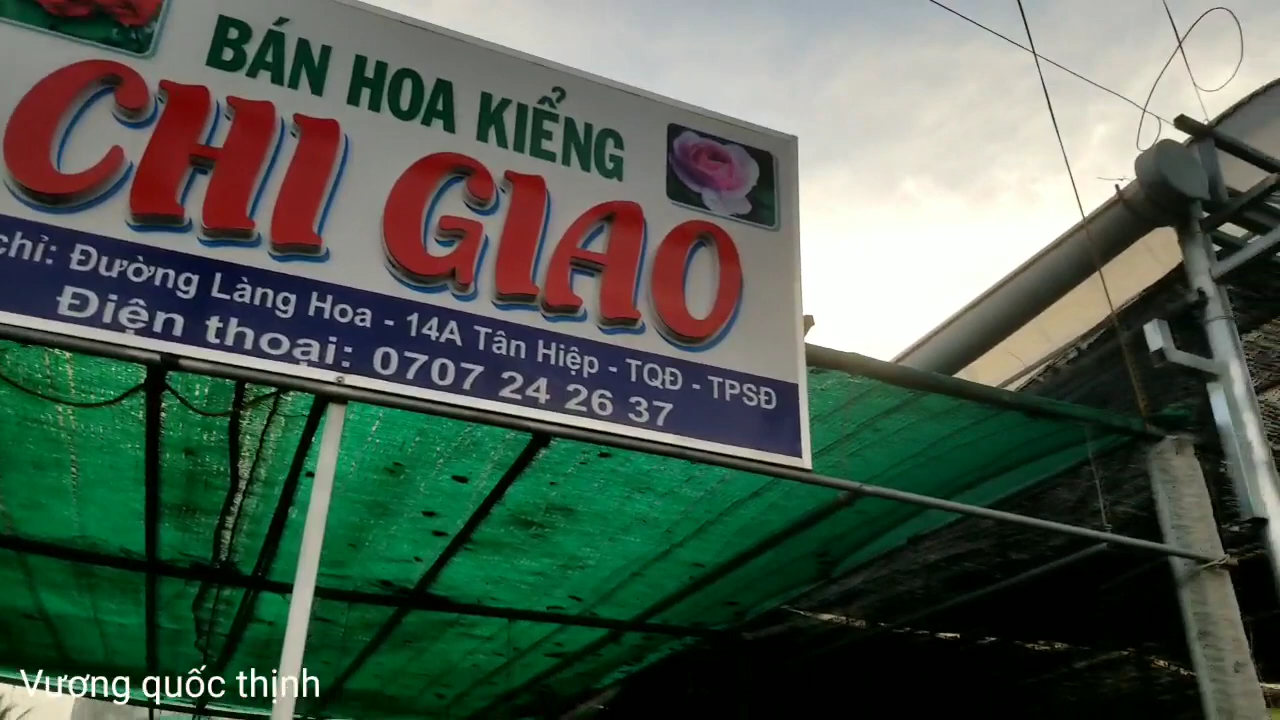 BÁN HOA KIỂNG
CHI GIAO
chỉ: Đường Làng Hoa - 14A Tân Hiệp - TQĐ - TPSĐ
Điện thoại: 0707 24 26 37
Vương quốc thịnh